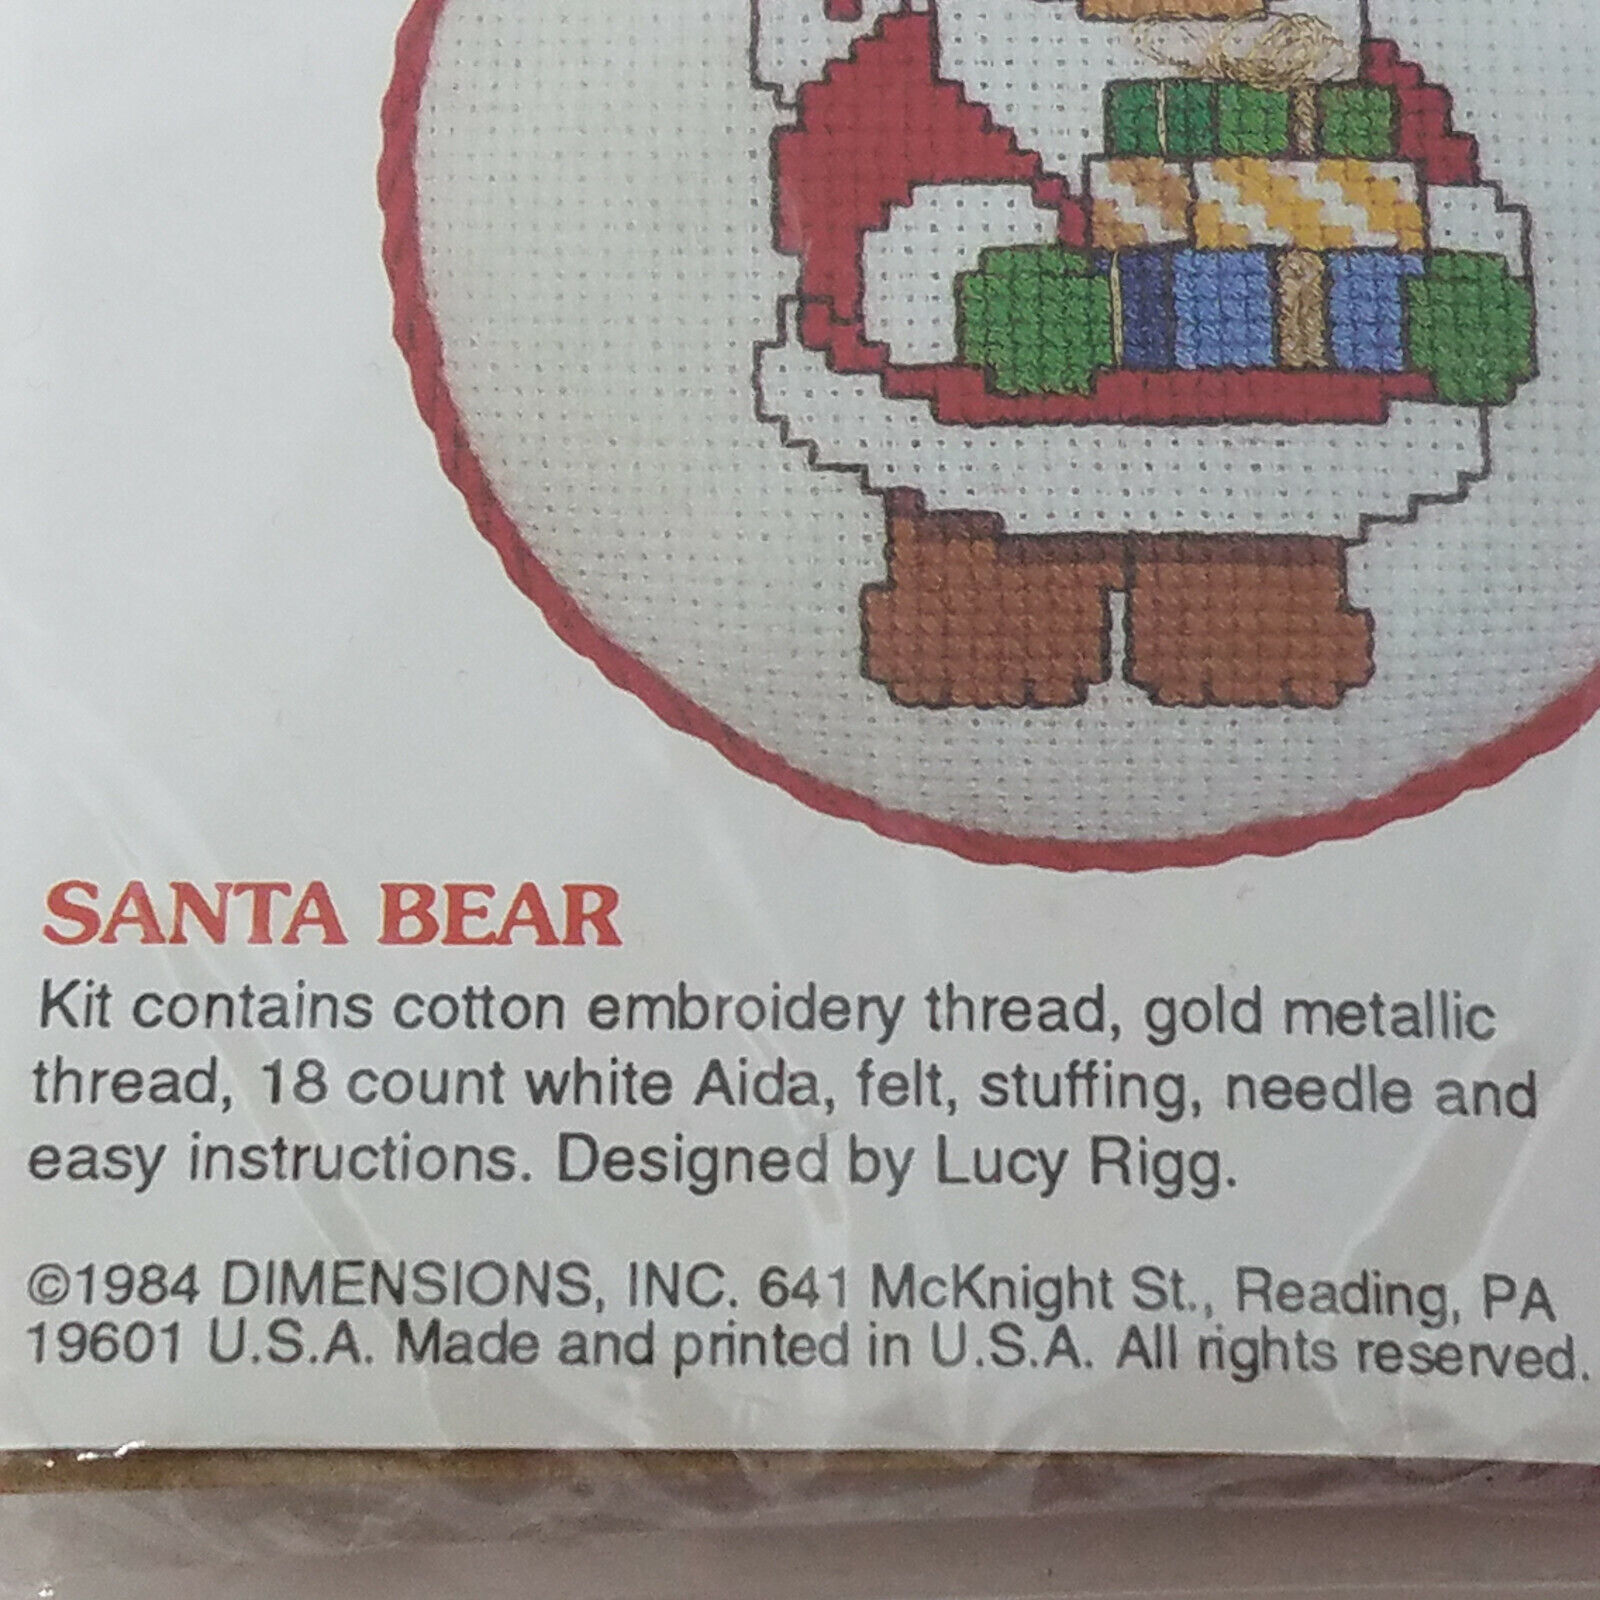 SANTA BEAR
Kit contains cotton embroidery thread, gold metallic
thread, 18 count white Aida, felt, stuffing, needle and
easy instructions. Designed by Lucy Rigg.
©1984 DIMENSIONS, INC. 641 McKnight St., Reading, PA
19601 U.S.A. Made and printed in U.S.A. All rights reserved.